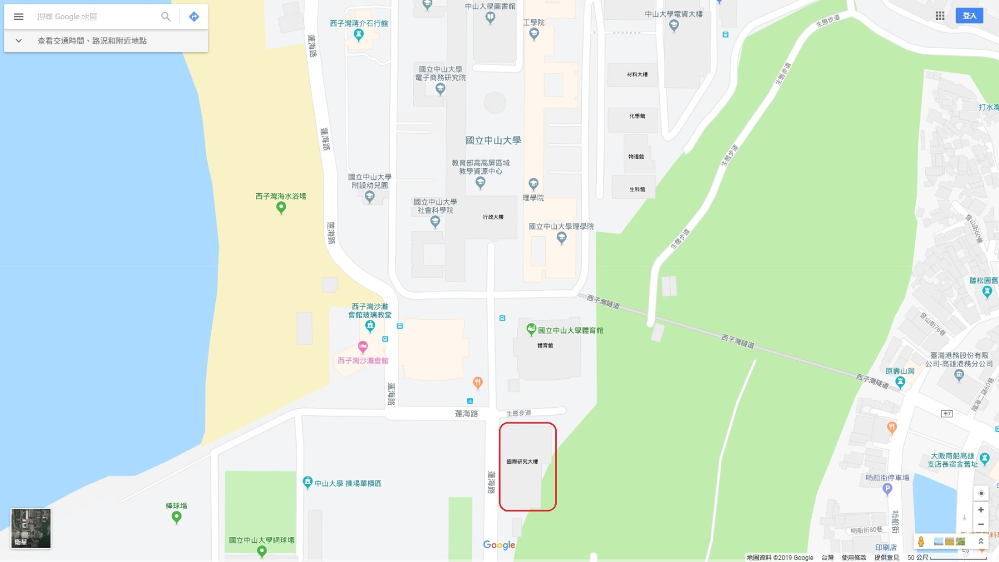 搜尋 Google 地圖
登入
查看交通時間、路況和附近地點
中山大學圖書館
中山大學電資大樓
生態步道
西子灣蔣介石行館
工學院
蓮海路
國立中山大學
電子商務研究院
材料大樓
生態步道
打水灣
化學館
蓮海路
國立中山大學
物理館
生態步道
教育部高高屏區域
教學資源中心
國立中山大學
附設幼兒園
生科館
西子灣海水浴場
理學院
國立中山大學
社會科學院
行政大樓
國立中山大學理學院
蓮海路
生態步道
登山街60巷
聽松園舊
西子灣隧道
西子灣沙灘
會館玻璃教堂
登山街76巷
國立中山大學體育館
體育館
西子灣隧道
西子灣沙灘會館
臺灣港務股份有限
公司-高雄港務分公司
原壽山洞
西子灣隧道
蓮海路
臨海二路60巷
蓮海路
生態步道
市7
國際研究大樓
大阪商船高雄
支店長宿舍舊址
蓮海路
中山大學 操場單槓區
哨船街停車場
P
棒球場
哨船街
哨船街80巷
國立中山大學網球場
衛星
Google
印刷店
地圖資料 ©2019 Google 台灣 使用條款 提供意見 50 公尺